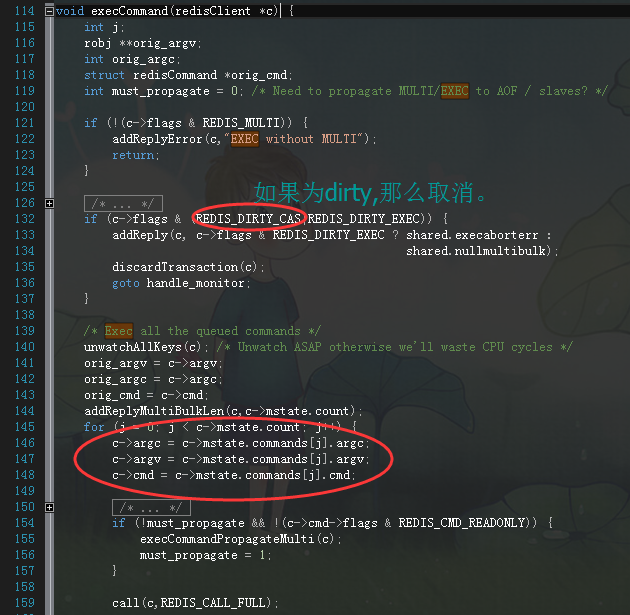 114 void execCommand(redisClient *c) {
115 int j;
116 robj **orig_argv;
117 int orig_argc;
118 struct redisCommand *orig_cmd;
119 int must_propagate = 0; /* Need to propagate MULTI/EXEC to AOF / slaves? */
120
121 if (!(c->flags & REDIS_MULTI)) {
122 addReplyError(c,"EXEC without MULTI");
123 return;
124 }
125
如果为dirty,那么取消。
126 /* ... */
132 if (c->flags & (REDIS_DIRTY_CAS|REDIS_DIRTY_EXEC)) {
133 addReply(c, c->flags & REDIS_DIRTY_EXEC ? shared.execaborterr :
134 shared.nullmultibulk);
135 discardTransaction(c);
136 goto handle_monitor;
137 }
138
139 /* Exec all the queued commands */
140 unwatchAllKeys(c); /* Unwatch ASAP otherwise we'll waste CPU cycles */
141 orig_argv = c->argv;
142 orig_argc = c->argc;
143 orig_cmd = c->cmd;
144 addReplyMultiBulkLen(c,c->mstate.count);
145 for (j = 0; j < c->mstate.count; j++) {
146 c->argc = c->mstate.commands[j].argc;
147 c->argv = c->mstate.commands[j].argv;
148 c->cmd = c->mstate.commands[j].cmd;
149
150 /* ... */
154 if (!must_propagate && !(c->cmd->flags & REDIS_CMD_READONLY)) {
155 execCommandPropagateMulti(c);
156 must_propagate = 1;
157 }
158
159 call(c,REDIS_CALL_FULL);